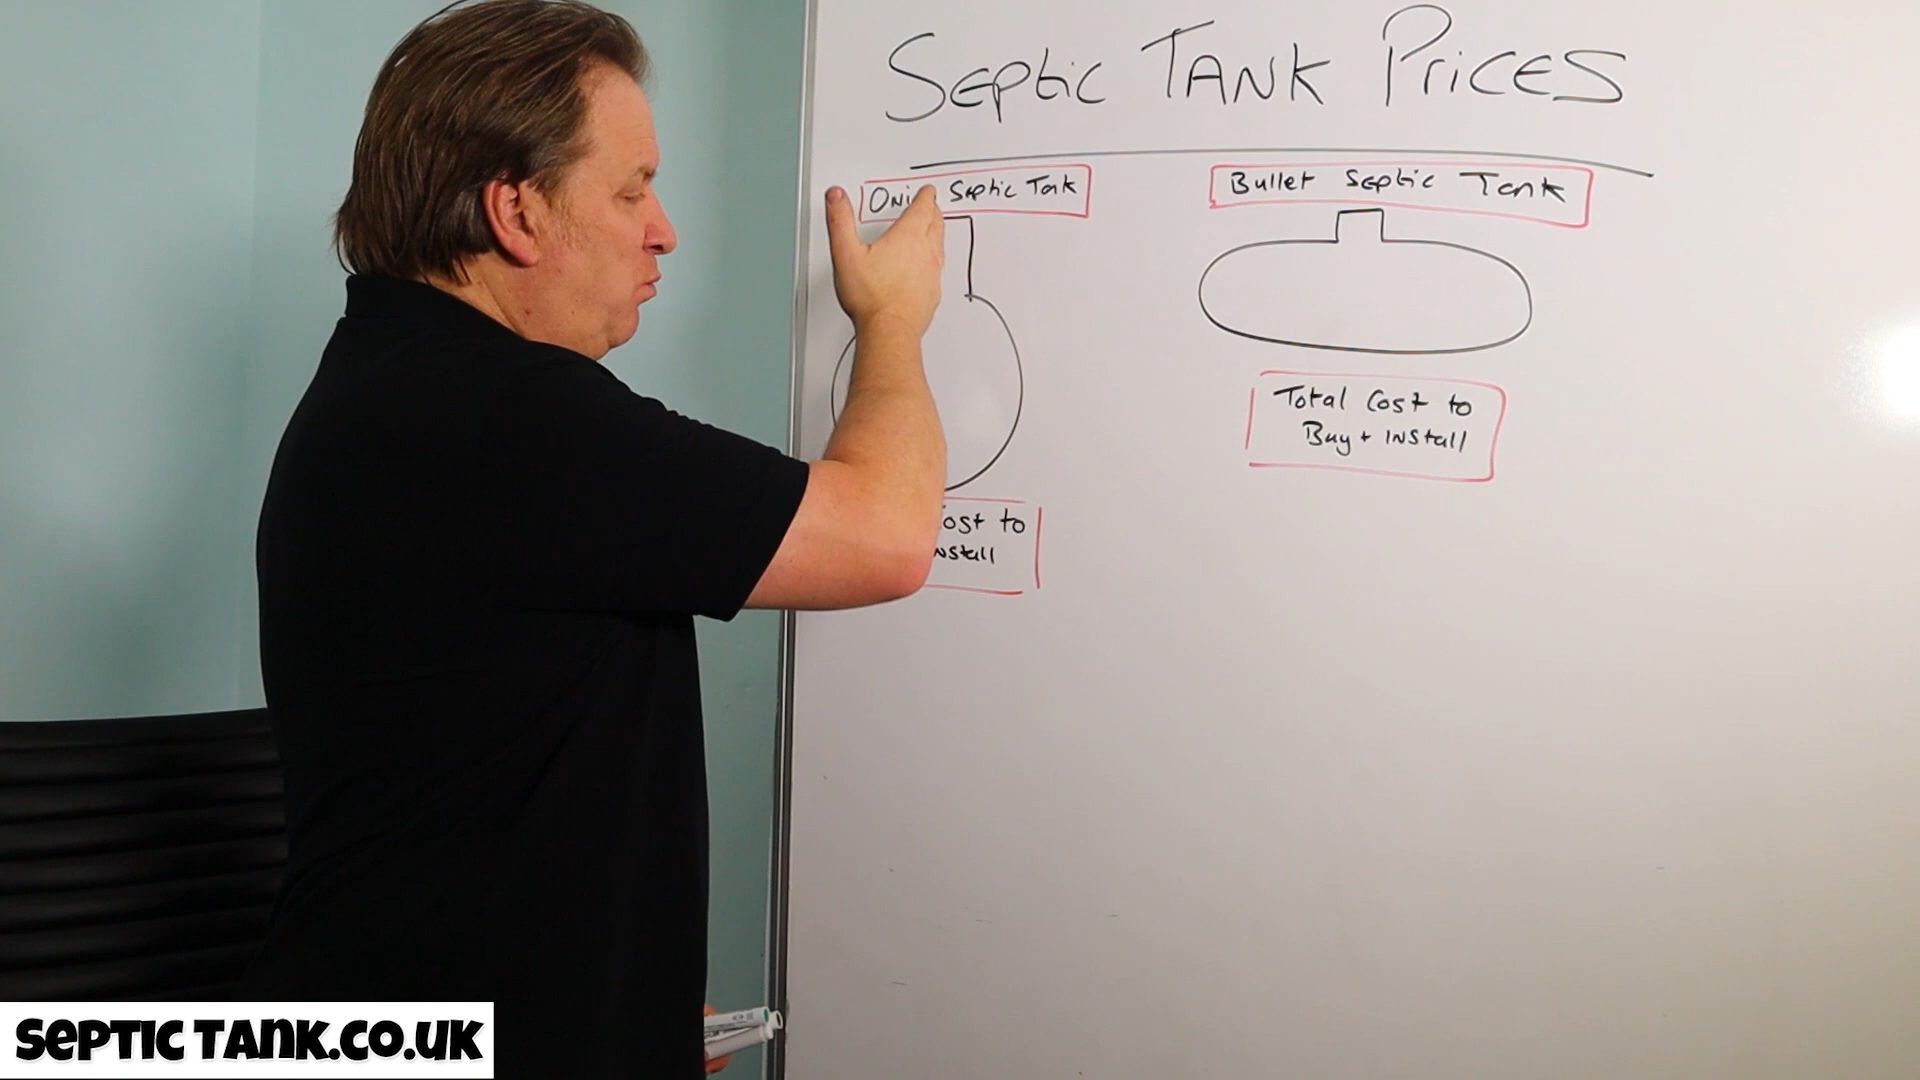 Septic TANK PricES
Septic Tank
Bullet Septic Tank
Total Cost to
Buy + INStall
ost to
nstall
SEPTIC TANK.CO.UK